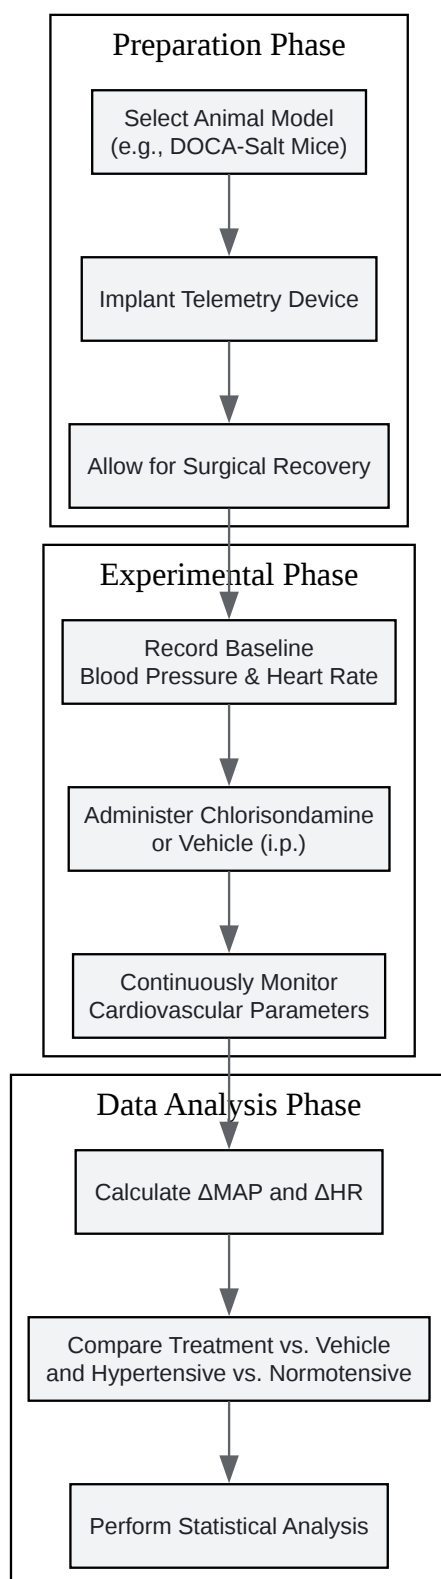 Preparation Phase
Select Animal Model
(e.g., DOCA-Salt Mice)
Implant Telemetry Device
Allow for Surgical Recovery
Experimental Phase
Record Baseline
Blood Pressure & Heart Rate
Administer Chlorisondamine
or Vehicle (i.p.)
Continuously Monitor
Cardiovascular Parameters
Data Analysis Phase
Calculate ΔMAP and ΔHR
Compare Treatment vs. Vehicle
and Hypertensive vs. Normotensive
Perform Statistical Analysis